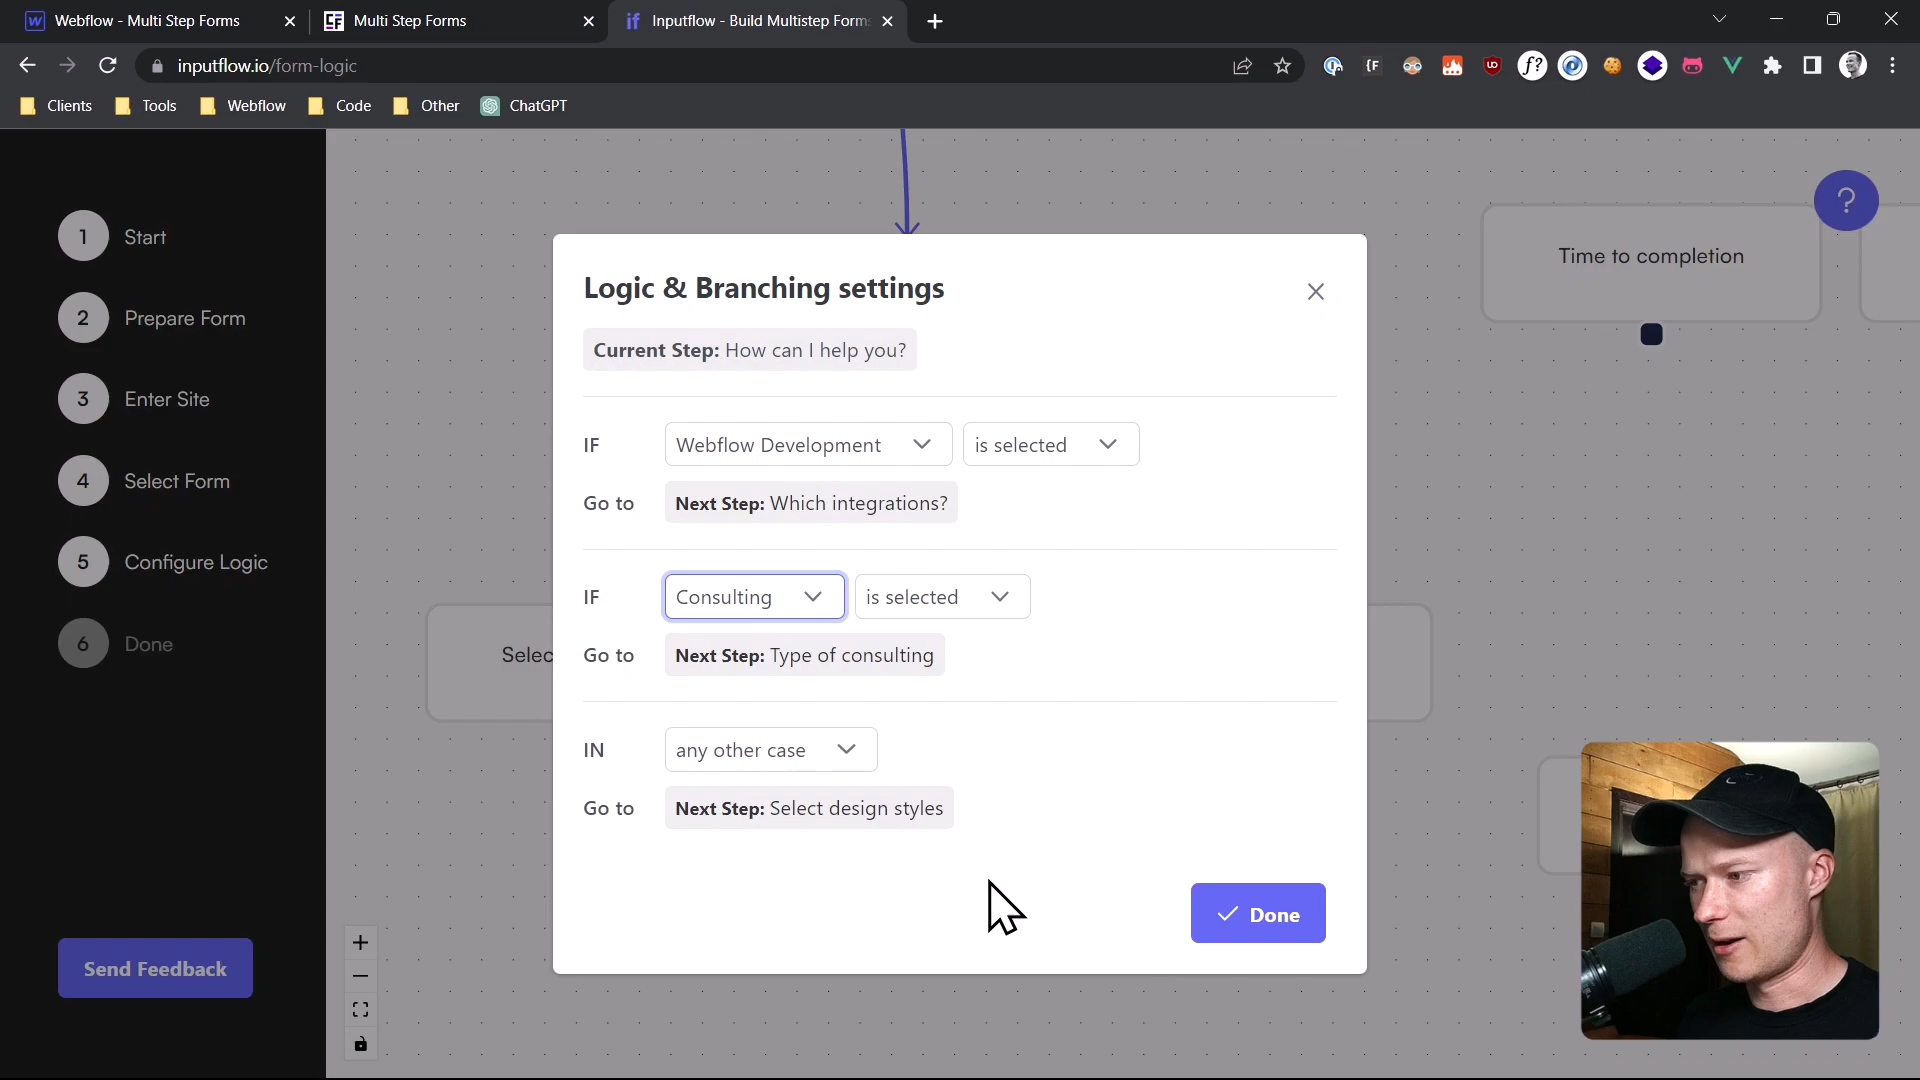 Webflow - Multi Step Forms
Multi Step Forms
if Inputflow - Build Multistep Form
inputflow.io/form-logic
Clients
Tools
Webflow
Code
Other
ChatGPT
1 Start
2 Prepare Form
3 Enter Site
4 Select Form
5 Configure Logic
6 Done
Send Feedback
?
Time to completion
Selec
Logic & Branching settings
Current Step: How can I help you?
IF Webflow Development is selected
Go to Next Step: Which integrations?
IF Consulting is selected
Go to Next Step: Type of consulting
IN any other case
Go to Next Step: Select design styles
Done